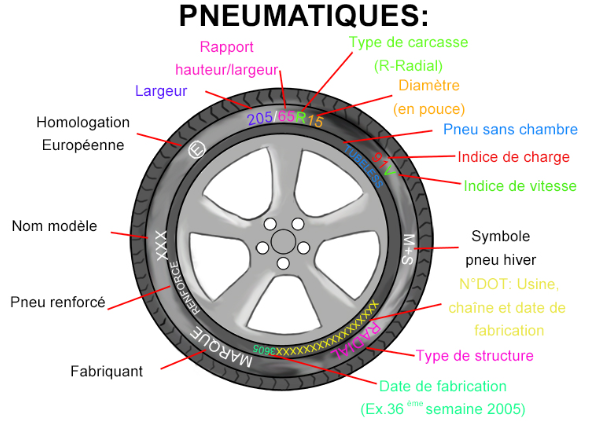 PNEUMATIQUES:
Rapport
hauteur/largeur
Type de carcasse
(R-Radial)
Largeur
Diamètre
(en pouce)
205/65R15
Homologation
Européenne
E
Pneu sans chambre
TUBELESS
91V
Indice de charge
Indice de vitesse
Nom modèle
XXX
M+S
Symbole
pneu hiver
N°DOT: Usine,
chaîne et date de
fabrication
Pneu renforcé
RENFORCE
RADIAL
Type de structure
MARQUE
3605
Fabriquant
Date de fabrication
(Ex.36 ème semaine 2005)